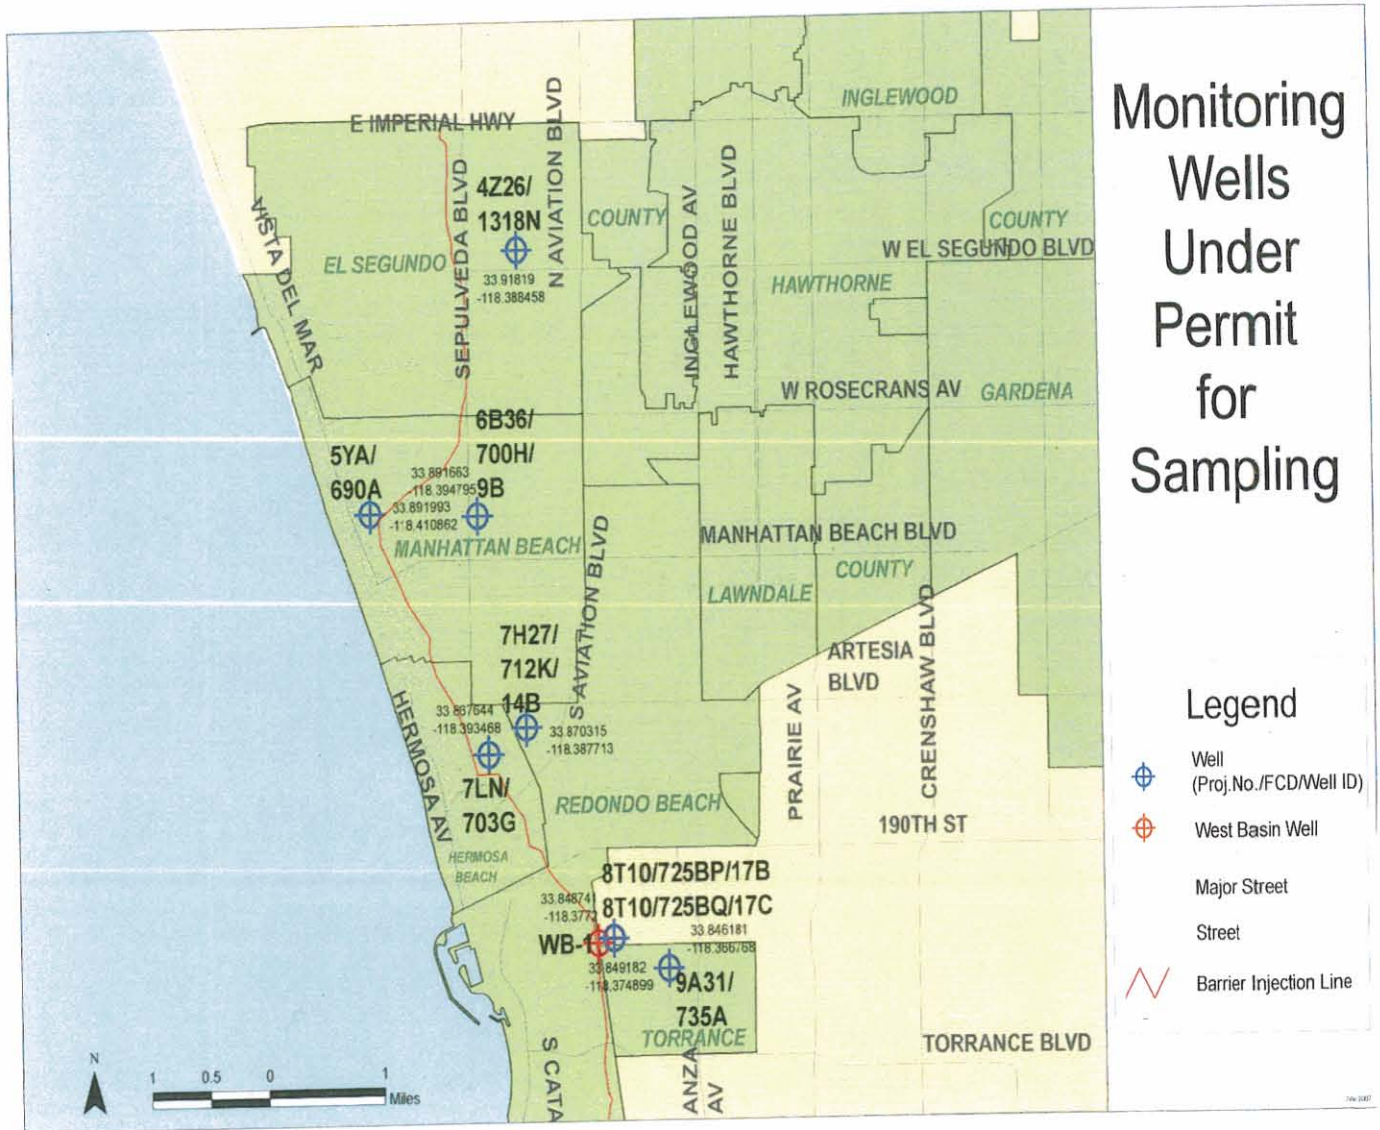 Monitoring
Wells
Under
Permit
for
Sampling
INGLEWOOD
E IMPERIAL HWY
N AVIATION BLVD
SEPULVEDA BLVD
4Z26/
1318N
33.91819
-118.388458
VISTA DEL MAR
EL SEGUNDO
COUNTY
INGLEWOOD AV
HAWTHORNE BLVD
COUNTY
W EL SEGUNDO BLVD
HAWTHORNE
W ROSECRANS AV
GARDENA
6B36/
700H/
9B
5YA/
690A
33.891663
-118.394795
33.891993
-118.410862
MANHATTAN BEACH
MANHATTAN BEACH BLVD
COUNTY
LAWNDALE
S AVIATION BLVD
7H27/
712K/
14B
ARTESIA
BLVD
CRENSHAW BLVD
PRAIRIE AV
HERMOSA AV
-118.393468
33.870315
-118.387713
7LN/
703G
REDONDO BEACH
190TH ST
HERMOSA
BEACH
8T10/725BP/17B
8T10/725BQ/17C
33.848741
-118.3772
33.846181
-118.366768
WB-1
33.849182
-118.374899
9A31/
735A
TORRANCE
TORRANCE BLVD
S CATA
ANZA
AV
N
1 0.5 0 1
Miles
Legend
Well
(Proj.No./FCD/Well ID)
West Basin Well
Major Street
Street
Barrier Injection Line